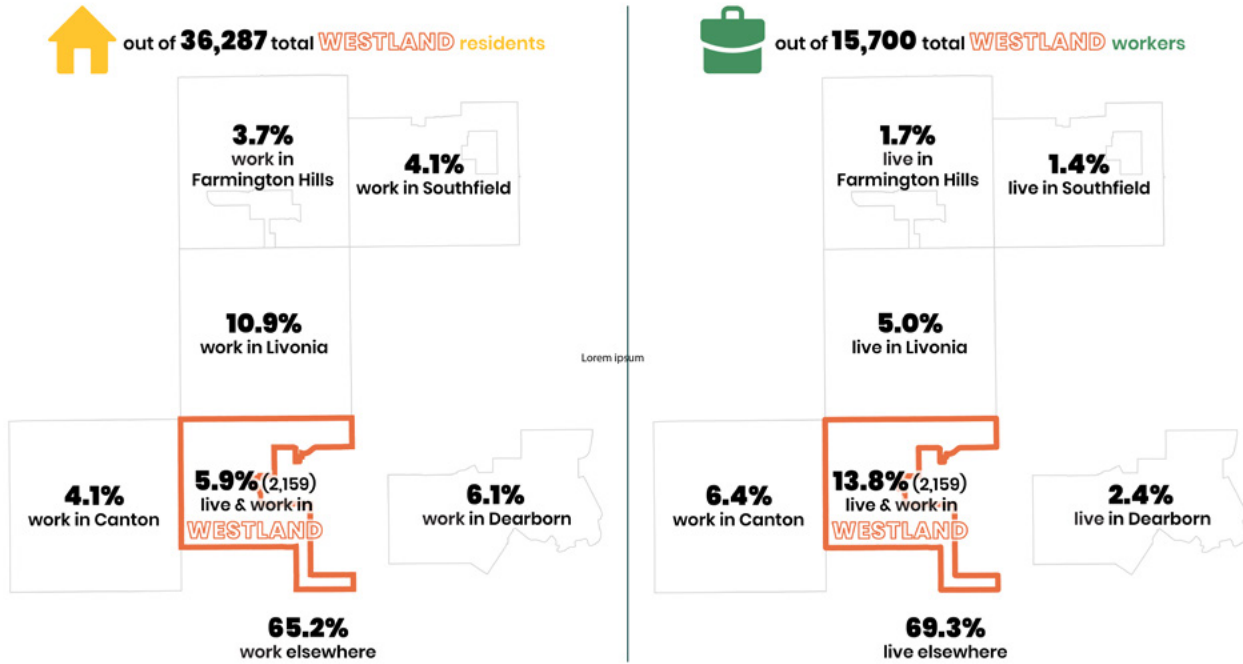 out of 36,287 total WESTLAND residents
3.7%
work in
Farmington Hills
4.1%
work in Southfield
10.9%
work in Livonia
4.1%
work in Canton
5.9% (2,159)
live & work in
WESTLAND
6.1%
work in Dearborn
65.2%
work elsewhere
Lorem ipsum
out of 15,700 total WESTLAND workers
1.7%
live in
Farmington Hills
1.4%
live in Southfield
5.0%
live in Livonia
6.4%
work in Canton
13.8% (2,159)
live & work in
WESTLAND
2.4%
live in Dearborn
69.3%
live elsewhere